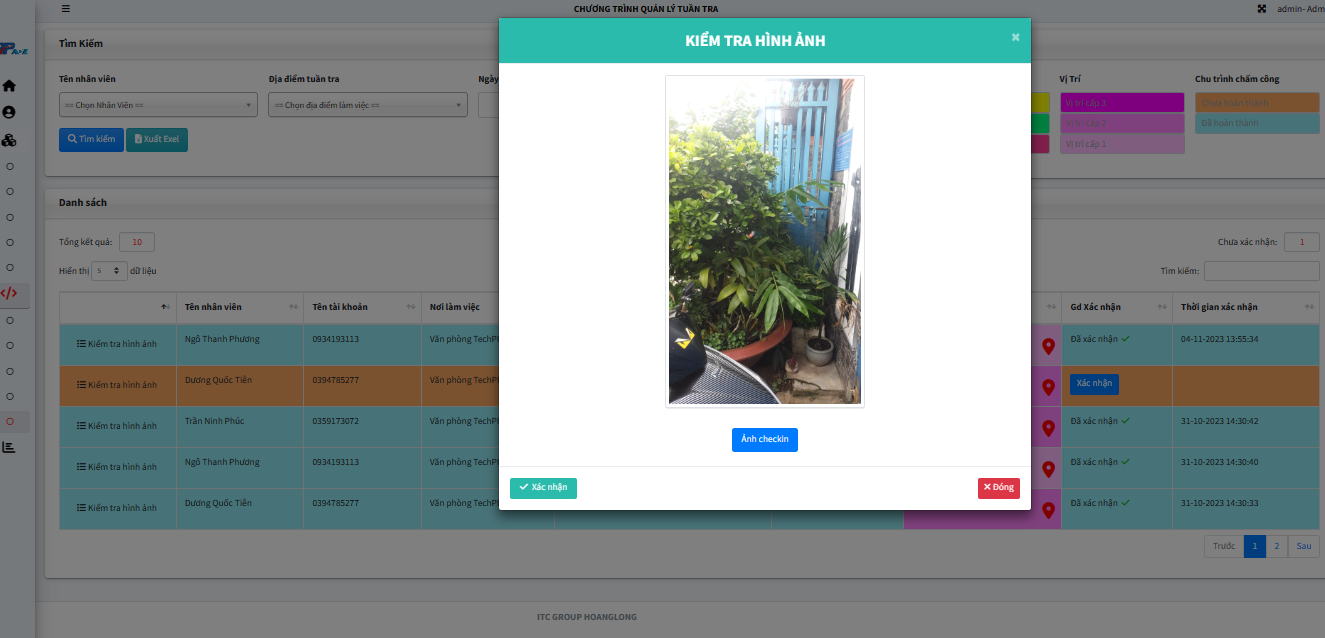 CHƯƠNG TRÌNH QUẢN LÝ TUẦN TRA
admin- Adm
KIỂM TRA HÌNH ẢNH
×
Tìm Kiếm
Tên nhân viên
Địa điểm tuần tra
Ngày
Vị Trí
Chu trình chấm công
== Chọn Nhân Viên ==
== Chọn địa điểm làm việc ==
Vị trí cấp 3
Chưa hoàn thành
Vị trí cấp 2
Đã hoàn thành
Vị trí cấp 1
Tìm kiếm
Xuất Exel
Danh sách
Tổng kết quả: 10
Chưa xác nhận: 1
Hiển thị 5 dữ liệu
Tìm kiếm:
Tên nhân viên
Tên tài khoản
Nơi làm việc
Gd Xác nhận
Thời gian xác nhận
Kiểm tra hình ảnh
Ngô Thanh Phương
0934193113
Văn phòng TechP
Đã xác nhận
04-11-2023 13:55:34
Kiểm tra hình ảnh
Dương Quốc Tiến
0394785277
Văn phòng TechP
Xác nhận
Kiểm tra hình ảnh
Trần Ninh Phúc
0359173072
Văn phòng TechP
Đã xác nhận
31-10-2023 14:30:42
Kiểm tra hình ảnh
Ngô Thanh Phương
0934193113
Văn phòng TechP
Đã xác nhận
31-10-2023 14:30:40
Kiểm tra hình ảnh
Dương Quốc Tiến
0394785277
Văn phòng TechP
Đã xác nhận
31-10-2023 14:30:33
Ảnh checkin
Xác nhận
Đóng
Trước
1
2
Sau
ITC GROUP HOANGLONG